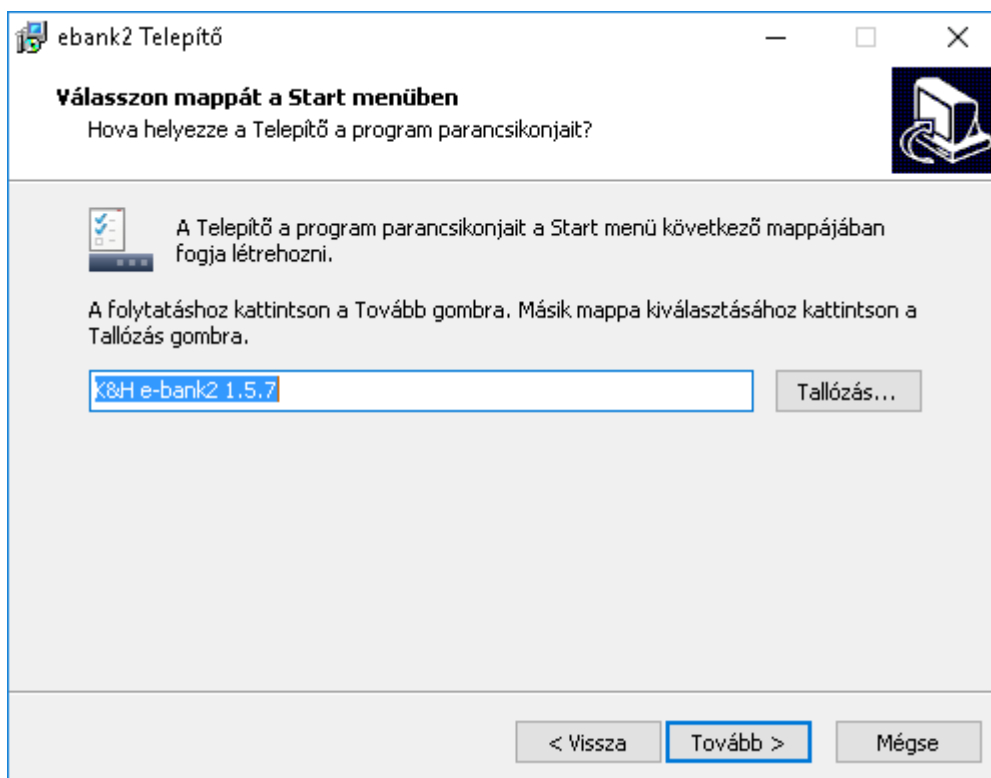 ebank2 Telepítő
Válasszon mappát a Start menüben
Hova helyezze a Telepítő a program parancsikonjait?
A Telepítő a program parancsikonjait a Start menü következő mappájában
fogja létrehozni.
A folytatáshoz kattintson a Tovább gombra. Másik mappa kiválasztásához kattintson a
Tallózás gombra.
K&H e-bank2 1.5.7
Tallózás...
< Vissza
Tovább >
Mégse